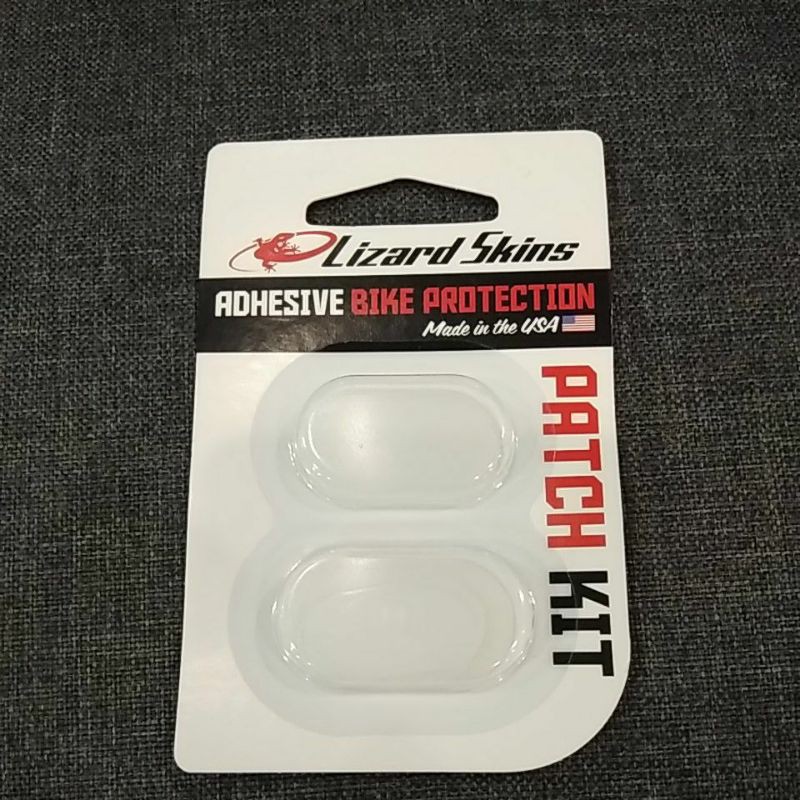 Lizard Skins
ADHESIVE BIKE PROTECTION
Made in the USA
PATCH KIT